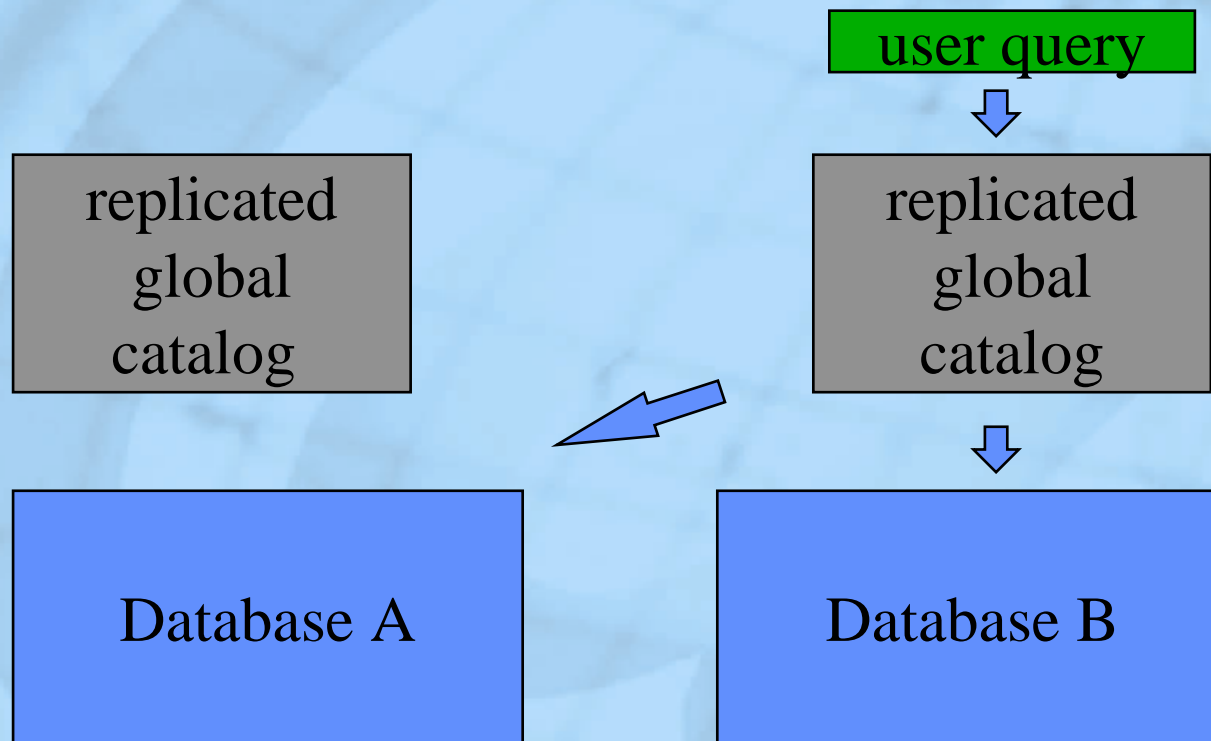 user query
replicated
global
catalog
replicated
global
catalog
Database A
Database B